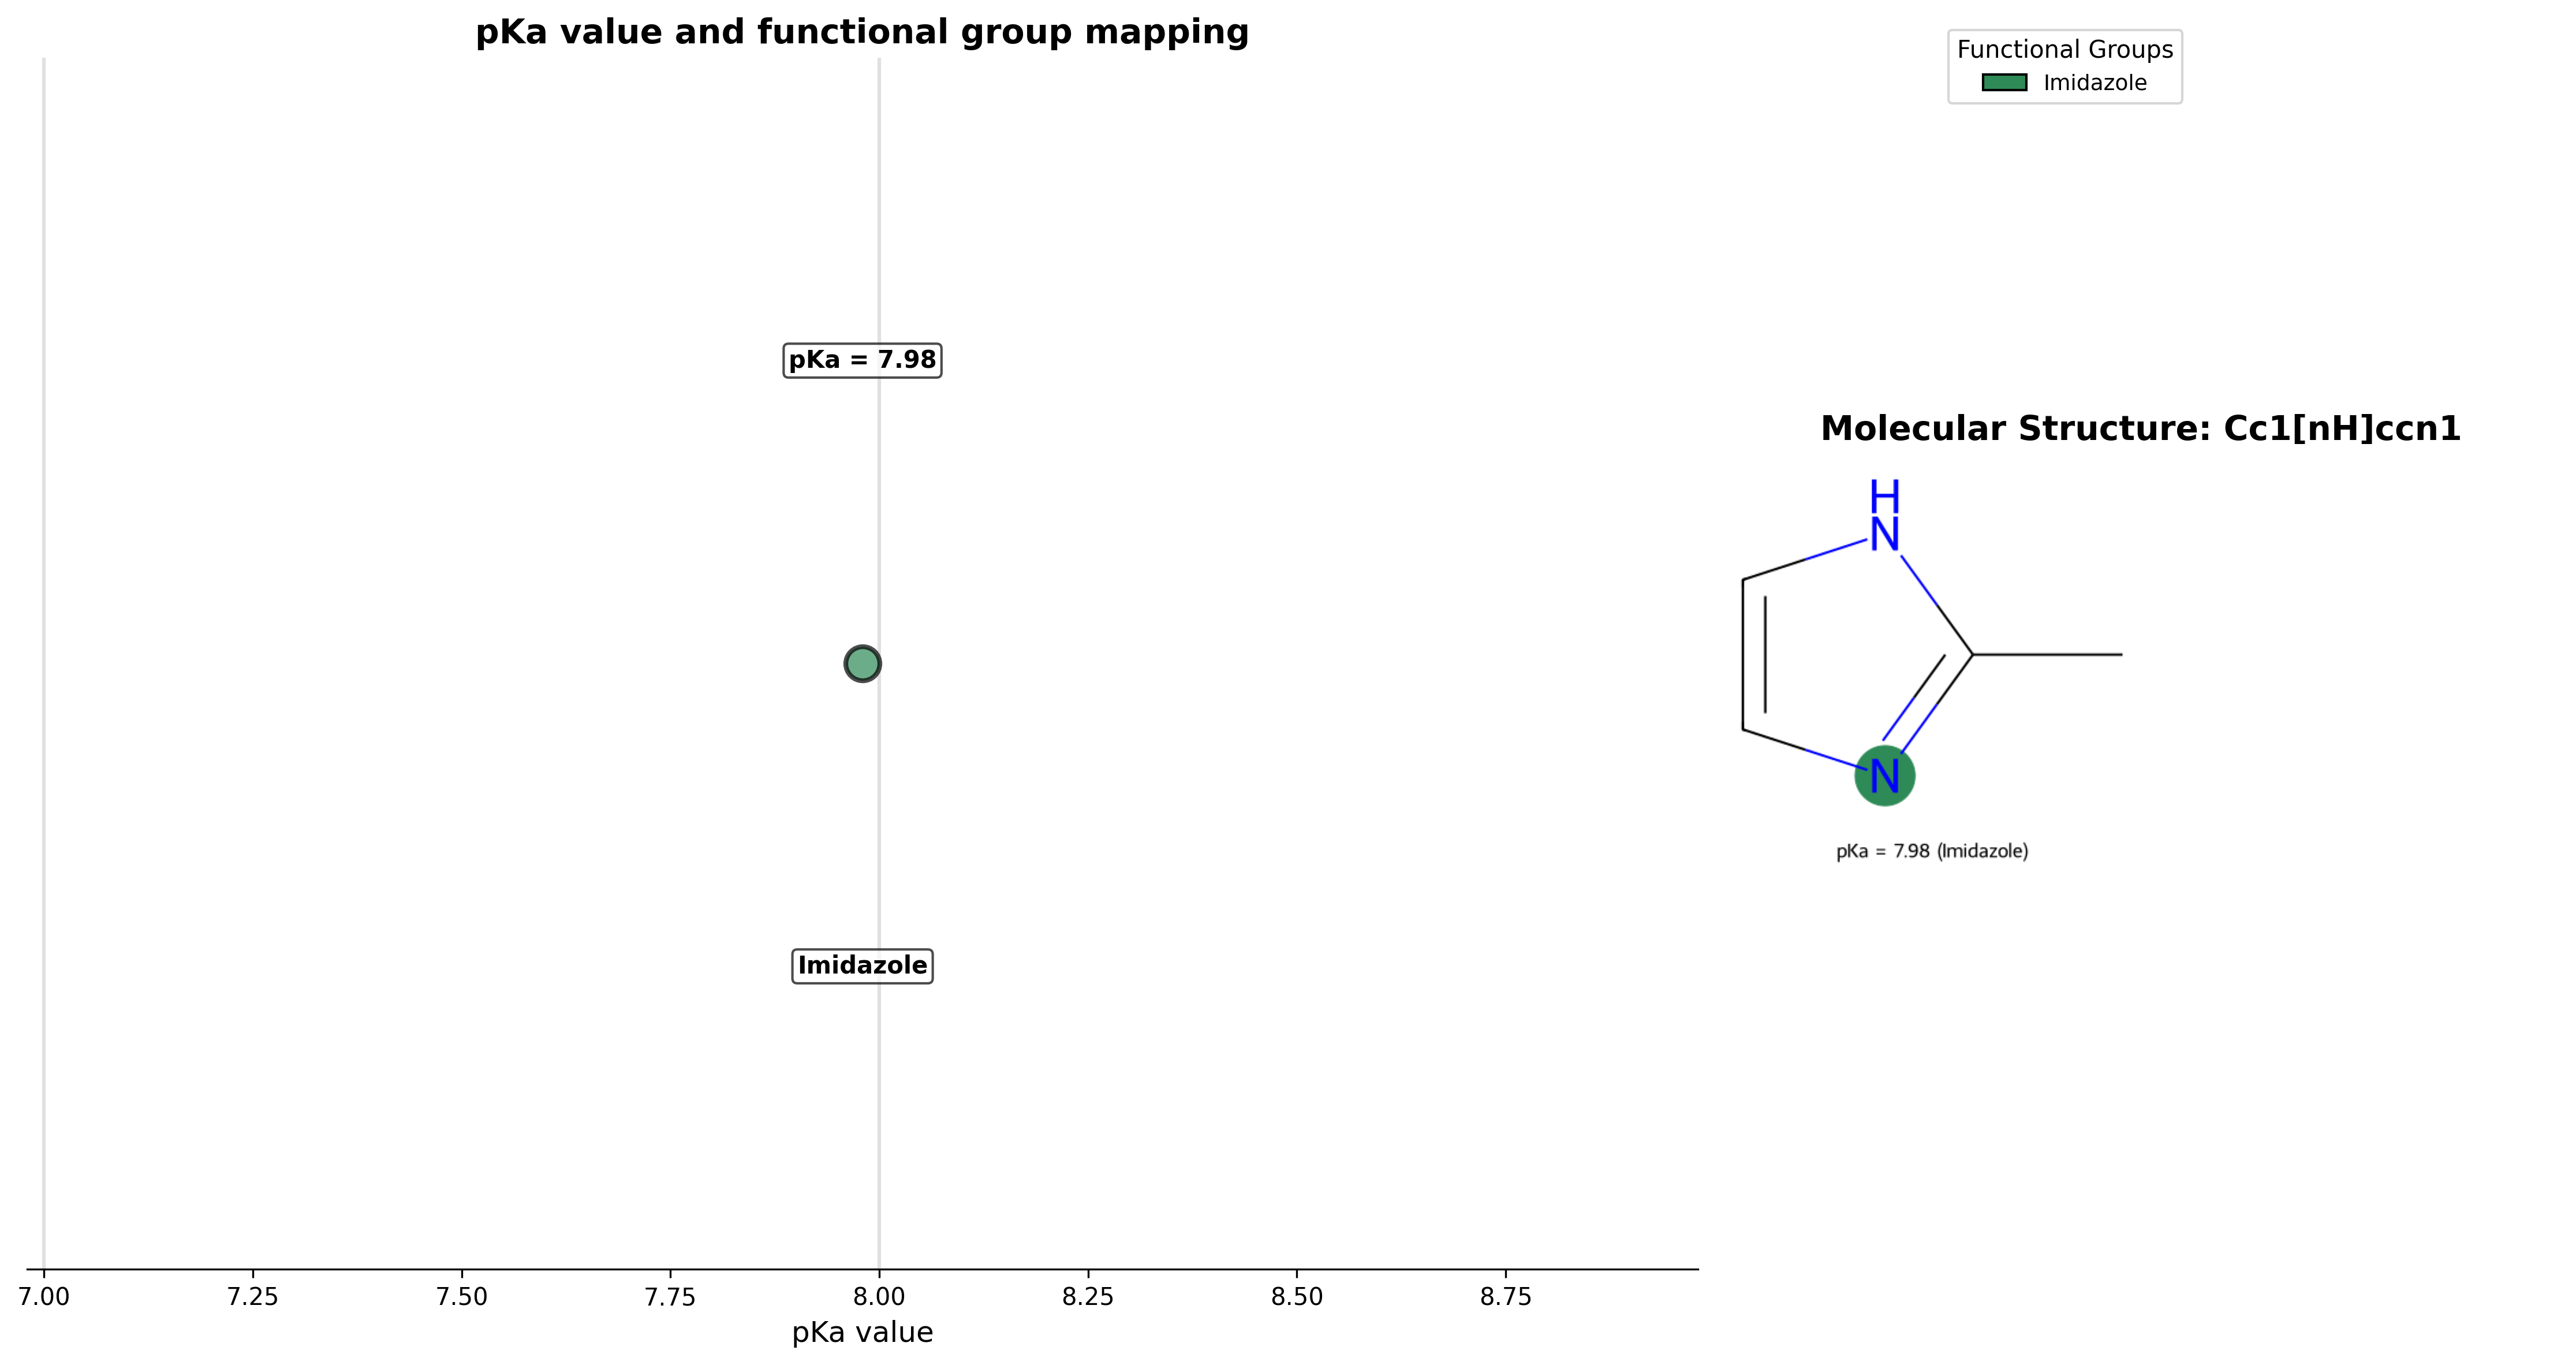 pKa value and functional group mapping
pKa = 7.98
Imidazole
7.00 7.25 7.50 7.75 8.00 8.25 8.50 8.75
pKa value
Functional Groups
Imidazole
Molecular Structure: Cc1[nH]ccn1
H
N
N
pKa = 7.98 (Imidazole)